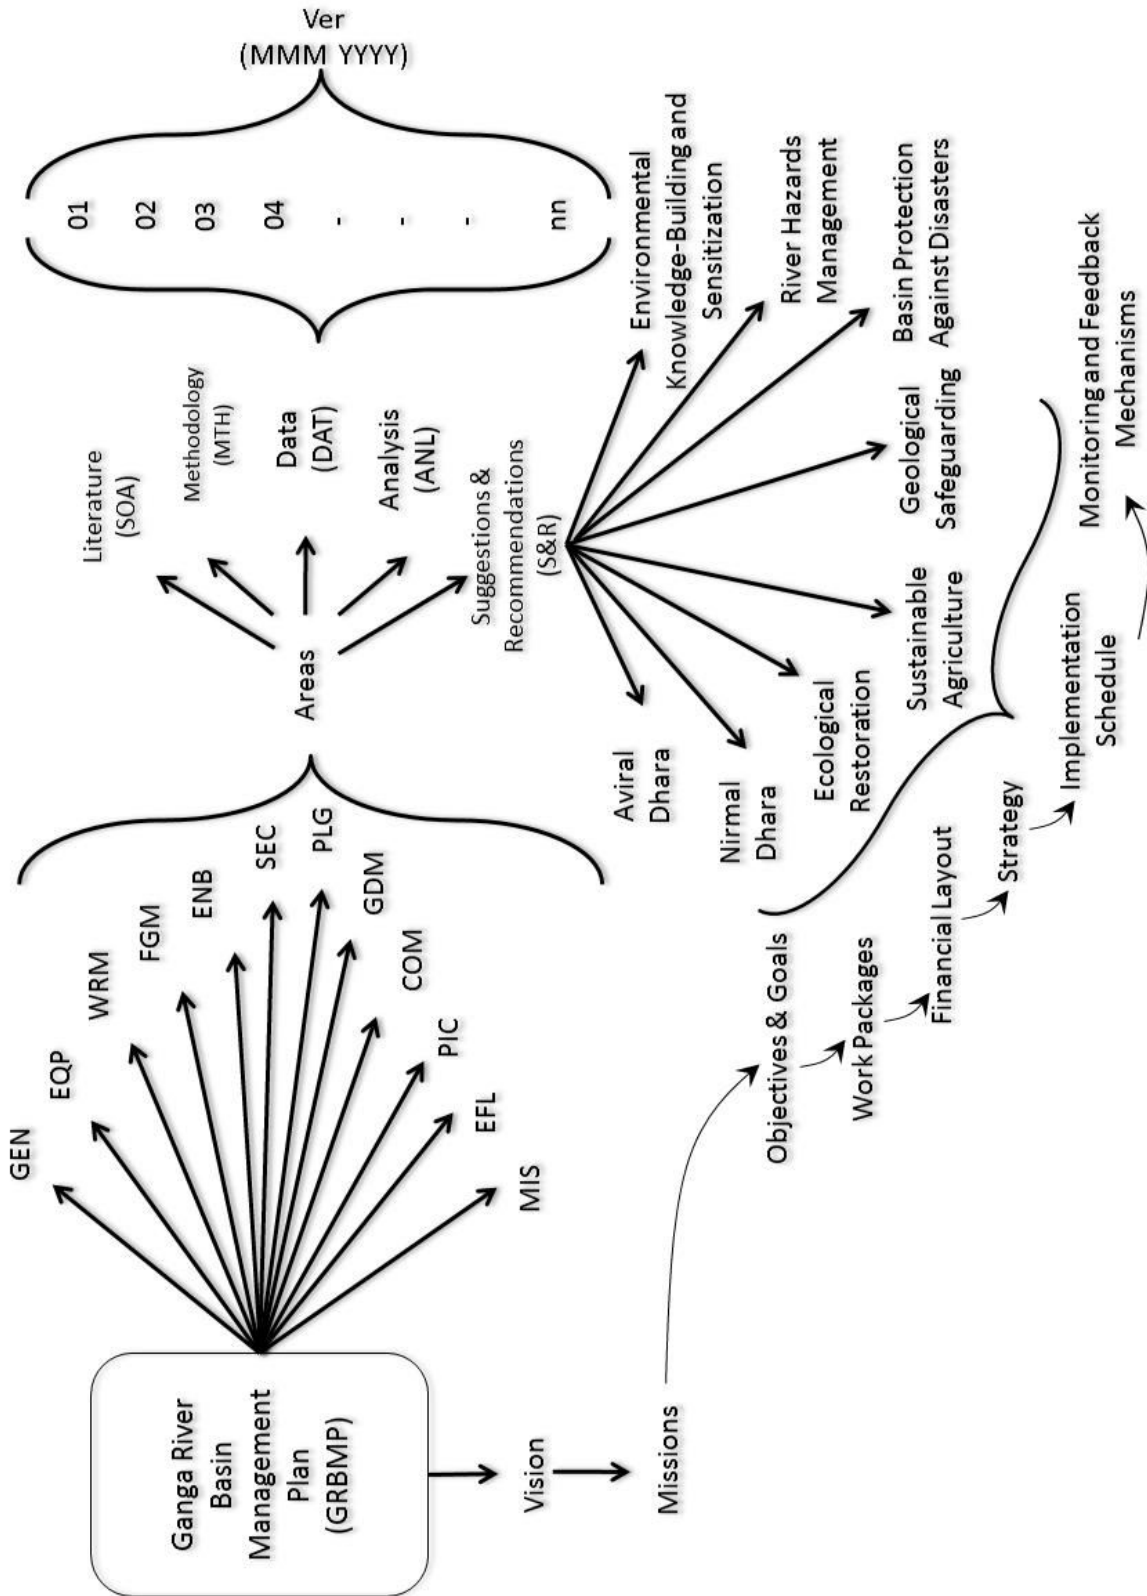 Ganga River
Basin
Management
Plan
(GRBMP)
GEN
EQP
WRM
FGM
ENB
SEC
PLG
GDM
COM
PIC
EFL
MIS
Areas
Literature
(SOA)
Methodology
(MTH)
Data
(DAT)
Analysis
(ANL)
Suggestions &
Recommendations
(S&R)
01
02
03
04
-
-
-
nn
Ver
(MMM YYYY)
Aviral
Dhara
Nirmal
Dhara
Ecological
Restoration
Sustainable
Agriculture
Geological
Safeguarding
Basin Protection
Against Disasters
River Hazards
Management
Environmental
Knowledge-Building and
Sensitization
Vision
Missions
Objectives & Goals
Work Packages
Financial Layout
Strategy
Implementation
Schedule
Monitoring and Feedback
Mechanisms